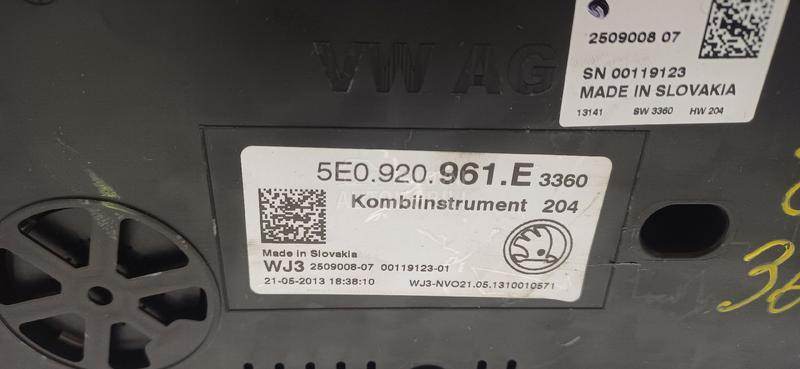 VW AG
2509008 07
SN 00119123
MADE IN SLOVAKIA
13141 SW 3360 HW 204
5E0.920.961.E 3360
Kombiinstrument 204
Made in Slovakia
WJ3 2509008-07 00119123-01
21-05-2013 18:38:10 WJ3-NVO21.05.1310010571